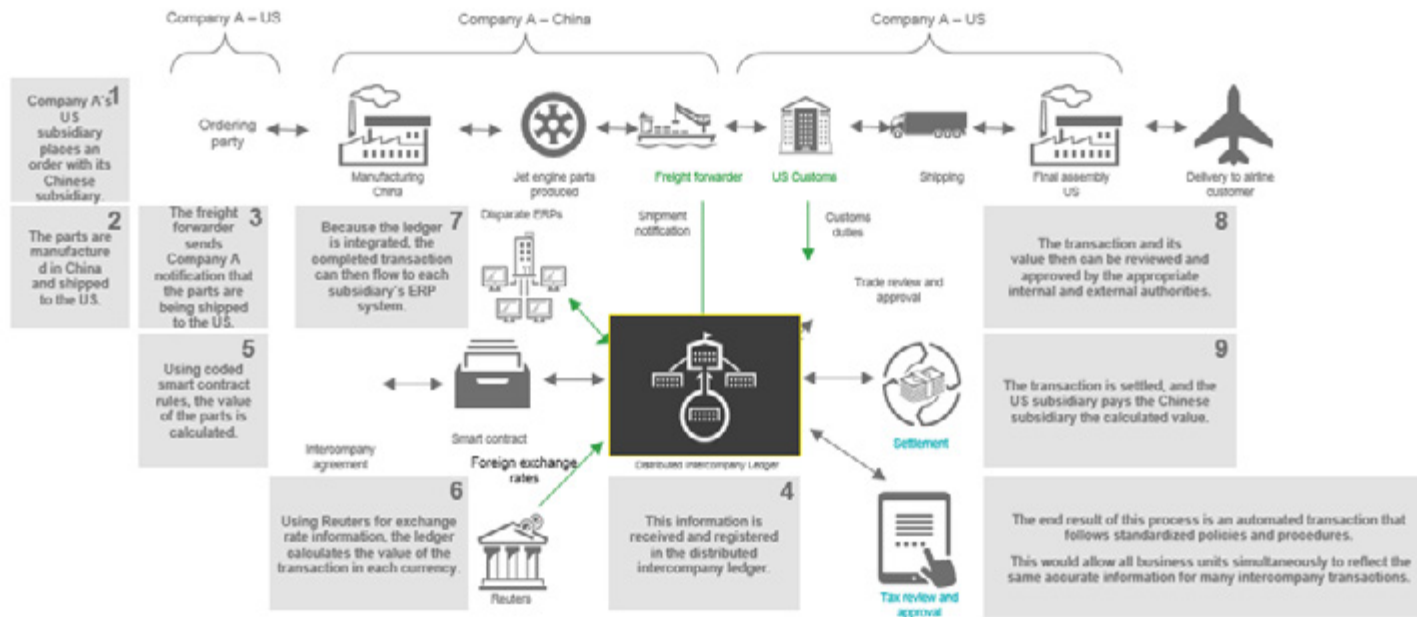 Company A – US
Company A – China
Company A – US
1
Company A's
US
subsidiary
places an
order with its
Chinese
subsidiary.
Ordering
party
Manufacturing
China
Jet engine parts
produced
Freight forwarder
US Customs
Shipping
Final assembly
US
Delivery to airline
customer
2
The parts are
manufacture
d in China
and shipped
to the US.
3
The freight
forwarder
sends
Company A
notification that
the parts are
being shipped
to the US.
7
Because the ledger
is integrated, the
completed transaction
can then flow to each
subsidiary's ERP
system.
Disparate ERPs
Shipment
notification
Customs
duties
8
The transaction and its
value then can be reviewed and
approved by the appropriate
internal and external authorities.
Trade review and
approval
5
Using coded
smart contract
rules, the value
of the parts is
calculated.
9
The transaction is settled, and the
US subsidiary pays the Chinese
subsidiary the calculated value.
Intercompany
agreement
Smart contract
Foreign exchange
rates
Distributed Intercompany Ledger
Settlement
6
Using Reuters for exchange
rate information, the ledger
calculates the value of the
transaction in each currency.
Reuters
4
This information is
received and registered
in the distributed
intercompany ledger.
Tax review and
approval
The end result of this process is an automated transaction that
follows standardized policies and procedures.
This would allow all business units simultaneously to reflect the
same accurate information for many intercompany transactions.